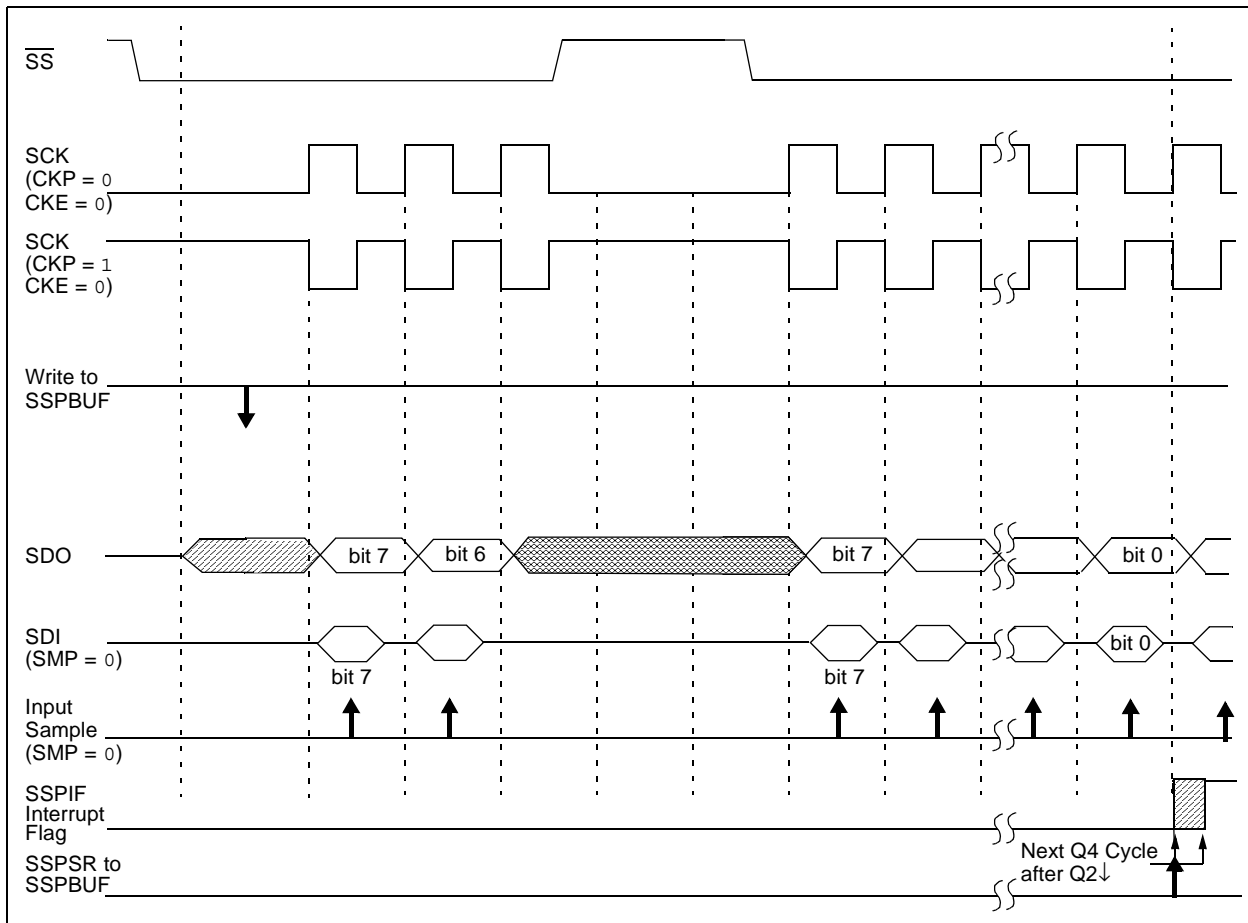 SS
SCK
(CKP = 0
CKE = 0)
SCK
(CKP = 1
CKE = 0)
Write to
SSPBUF
SDO
bit 7
bit 6
bit 7
bit 0
SDI
(SMP = 0)
bit 7
bit 7
bit 0
Input
Sample
(SMP = 0)
SSPIF
Interrupt
Flag
SSPSR to
SSPBUF
Next Q4 Cycle
after Q2↓